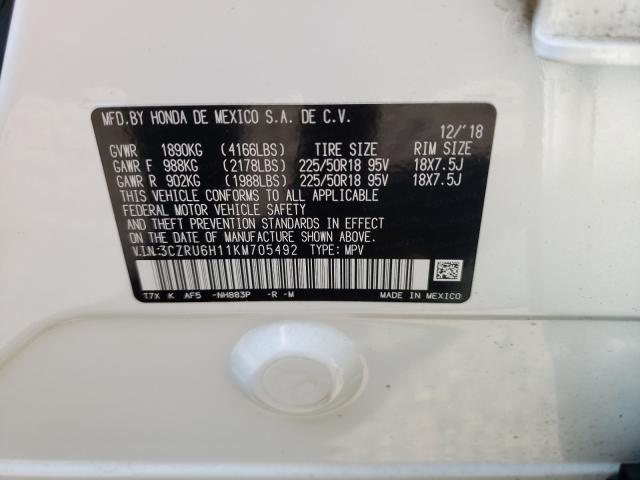 MFD.BY HONDA DE MEXICO S.A. DE C.V.
12/'18
GVWR 1890KG (4166LBS) TIRE SIZE RIM SIZE
GAWR F 988KG (2178LBS) 225/50R18 95V 18X7.5J
GAWR R 902KG (1988LBS) 225/50R18 95V 18X7.5J
THIS VEHICLE CONFORMS TO ALL APPLICABLE
FEDERAL MOTOR VEHICLE SAFETY
AND THEFT PREVENTION STANDARDS IN EFFECT
ON THE DATE OF MANUFACTURE SHOWN ABOVE.
V.I.N.:3CZRU6H11KM705492 TYPE: MPV
T7X K AF5 -NH883P -R -M MADE IN MEXICO